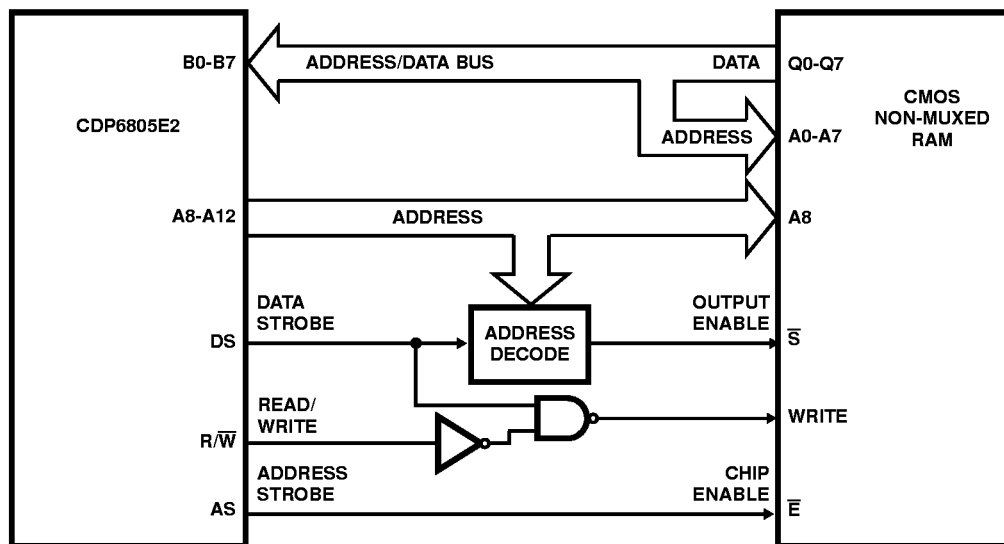 CDP6805E2
B0-B7
A8-A12
DS
R/W̅
AS
ADDRESS/DATA BUS
DATA
ADDRESS
ADDRESS
DATA
STROBE
ADDRESS
DECODE
OUTPUT
ENABLE
READ/
WRITE
ADDRESS
STROBE
CHIP
ENABLE
Q0-Q7
CMOS
NON-MUXED
RAM
A0-A7
A8
S̅
WRITE
E̅